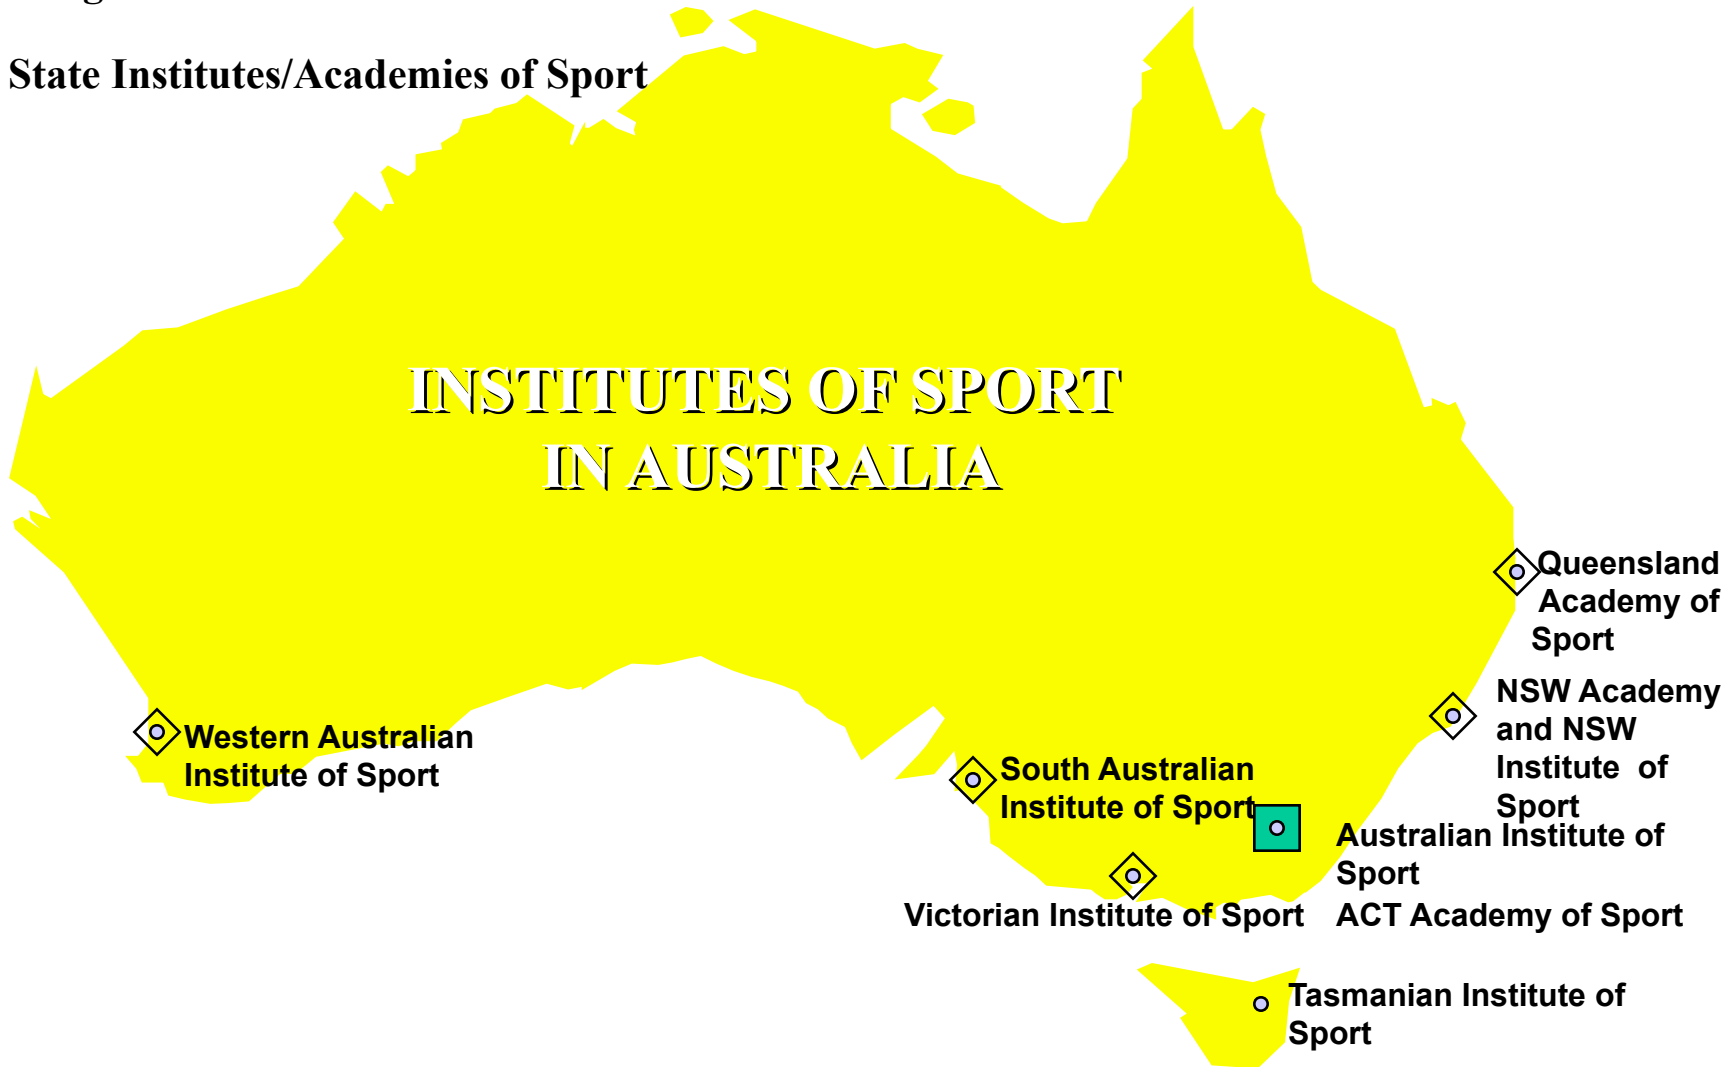 State Institutes/Academies of Sport
INSTITUTES OF SPORT
IN AUSTRALIA
Queensland
Academy of
Sport
NSW Academy
and NSW
Institute of
Sport
Western Australian
Institute of Sport
South Australian
Institute of Sport
Australian Institute of
Sport
Victorian Institute of Sport
ACT Academy of Sport
Tasmanian Institute of
Sport